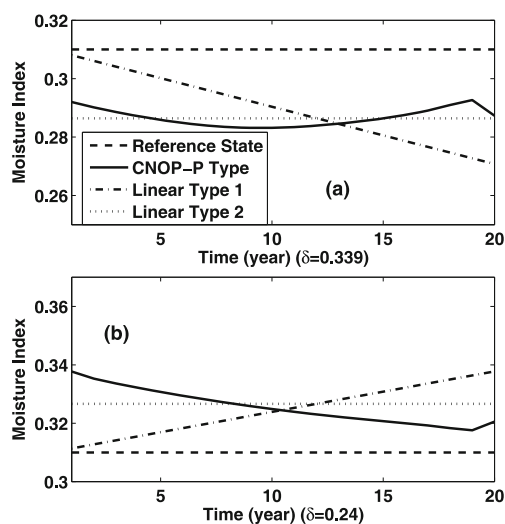 0.32
0.3
0.28
0.26
Moisture Index
Reference State
CNOP-P Type
Linear Type 1
Linear Type 2
(a)
5 10 15 20
Time (year) (δ=0.339)
0.36
0.34
0.32
0.3
Moisture Index
(b)
5 10 15 20
Time (year) (δ=0.24)